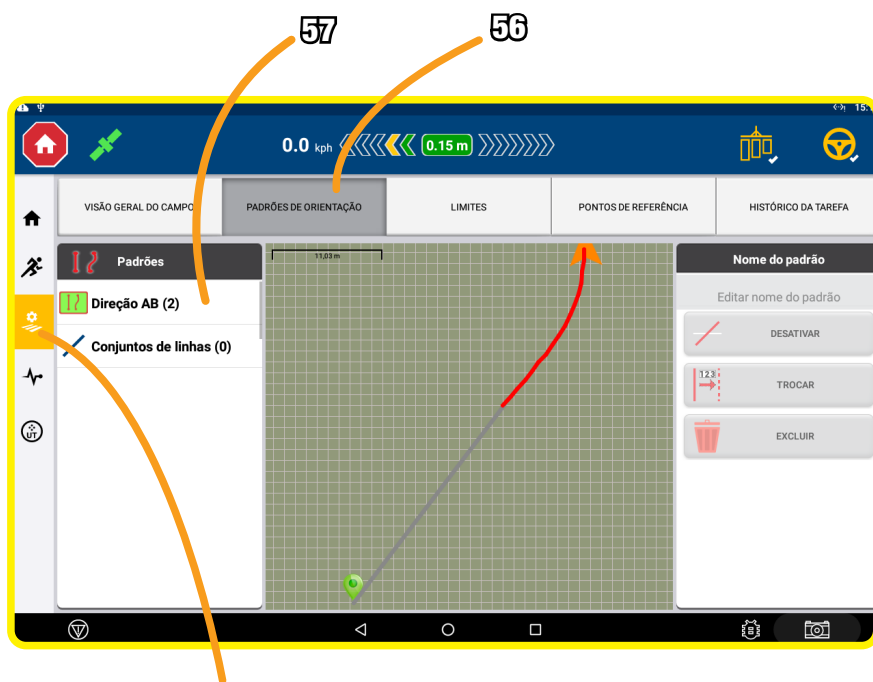 57
56
15:
0.0 kph
0.15 m
VISÃO GERAL DO CAMPO
PADRÕES DE ORIENTAÇÃO
LIMITES
PONTOS DE REFERÊNCIA
HISTÓRICO DA TAREFA
Padrões
11,03 m
Nome do padrão
Direção AB (2)
Editar nome do padrão
Conjuntos de linhas (0)
DESATIVAR
123
TROCAR
EXCLUIR
UT